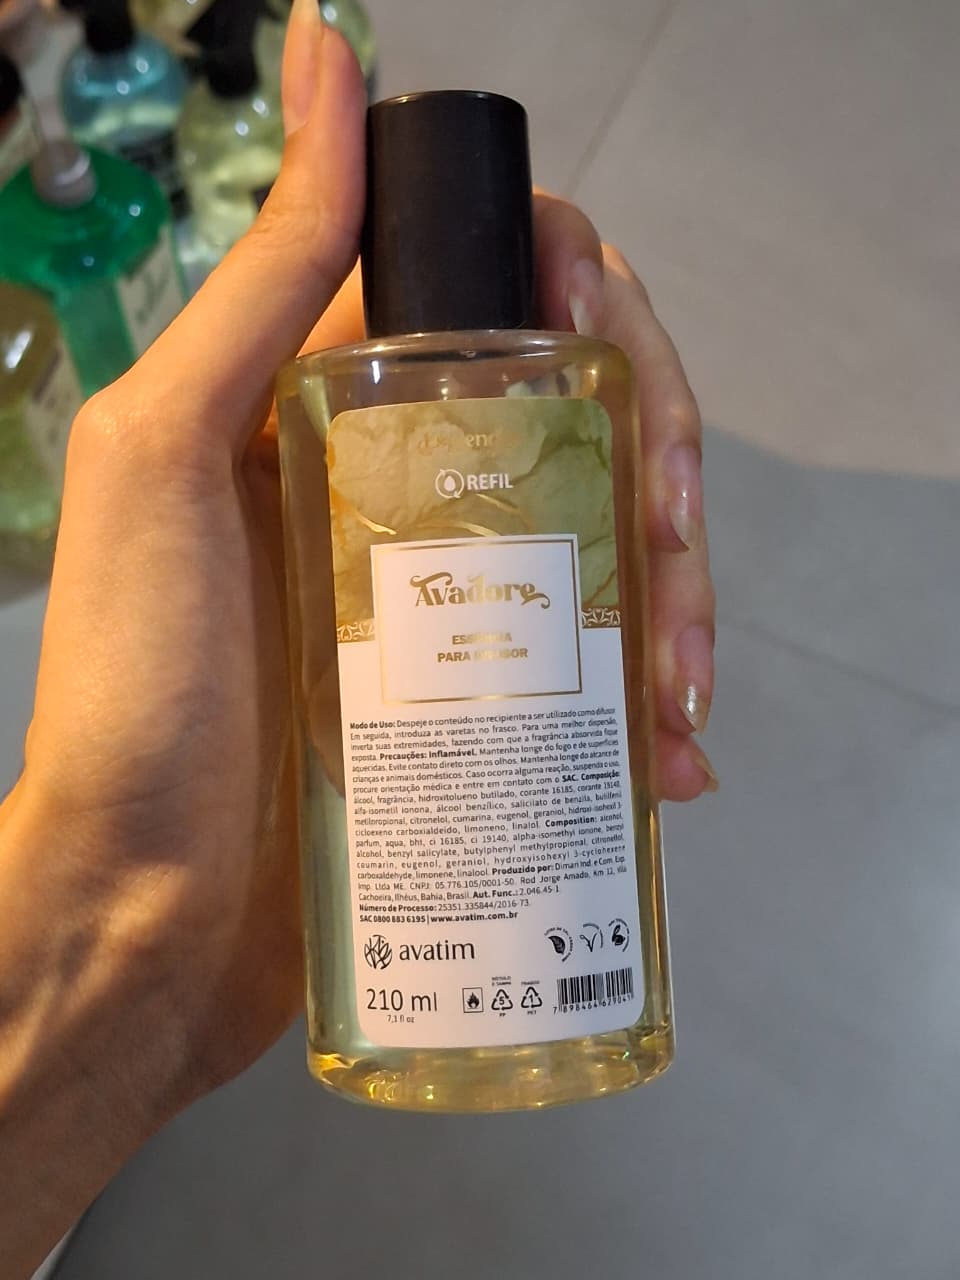 REFIL
Avadore
ESSÊNCIA
PARA DIFUSOR
Modo de Uso: Despeje o conteúdo no recipiente a ser utilizado como difusor
Em seguida, introduza as varetas no frasco. Para uma melhor dispersão,
inverta suas extremidades, fazendo com que a fragrância absorvida fique
exposta. Precauções: Inflamável. Mantenha longe do fogo e de superfícies
aquecidas. Evite contato direto com os olhos. Mantenha longe do alcance de
crianças e animais domésticos. Caso ocorra alguma reação, suspenda o uso,
procure orientação médica e entre em contato com o SAC. Composição:
álcool, fragrância, hidroxitolueno butilado, corante 16185, corante 19140,
alfa-isometil ionona, álcool benzílico, salicilato de benzila, butilfenil
metilpropional, citronelol, cumarina, eugenol, geraniol, hidroxi-isohexil 3-
ciclohexeno carboxialdeído, limoneno, linalol. Composition: alcohol,
parfum, aqua, bht, ci 16185, ci 19140, alpha-isomethyl ionone, benzyl
alcohol, benzyl salicylate, butylphenyl methylpropional, citronellol,
coumarin, eugenol, geraniol, hydroxyisohexyl 3-cyclohexene
carboxaldehyde, limonene, linalool. Produzido por: Diman Ind. e Com. Exp.
Imp. Ltda ME. CNPJ: 05.776.105/0001-50. Rod Jorge Amado, Km 12, Vila
Cachoeira, Ilhéus, Bahia, Brasil. Aut. Func.: 2.046.45-1.
Número de Processo: 25351.335844/2016-73.
SAC 0800 883 6195 | www.avatim.com.br
avatim
210 ml
7,1 fl oz
5
PP
1
PET
7 898464 629041